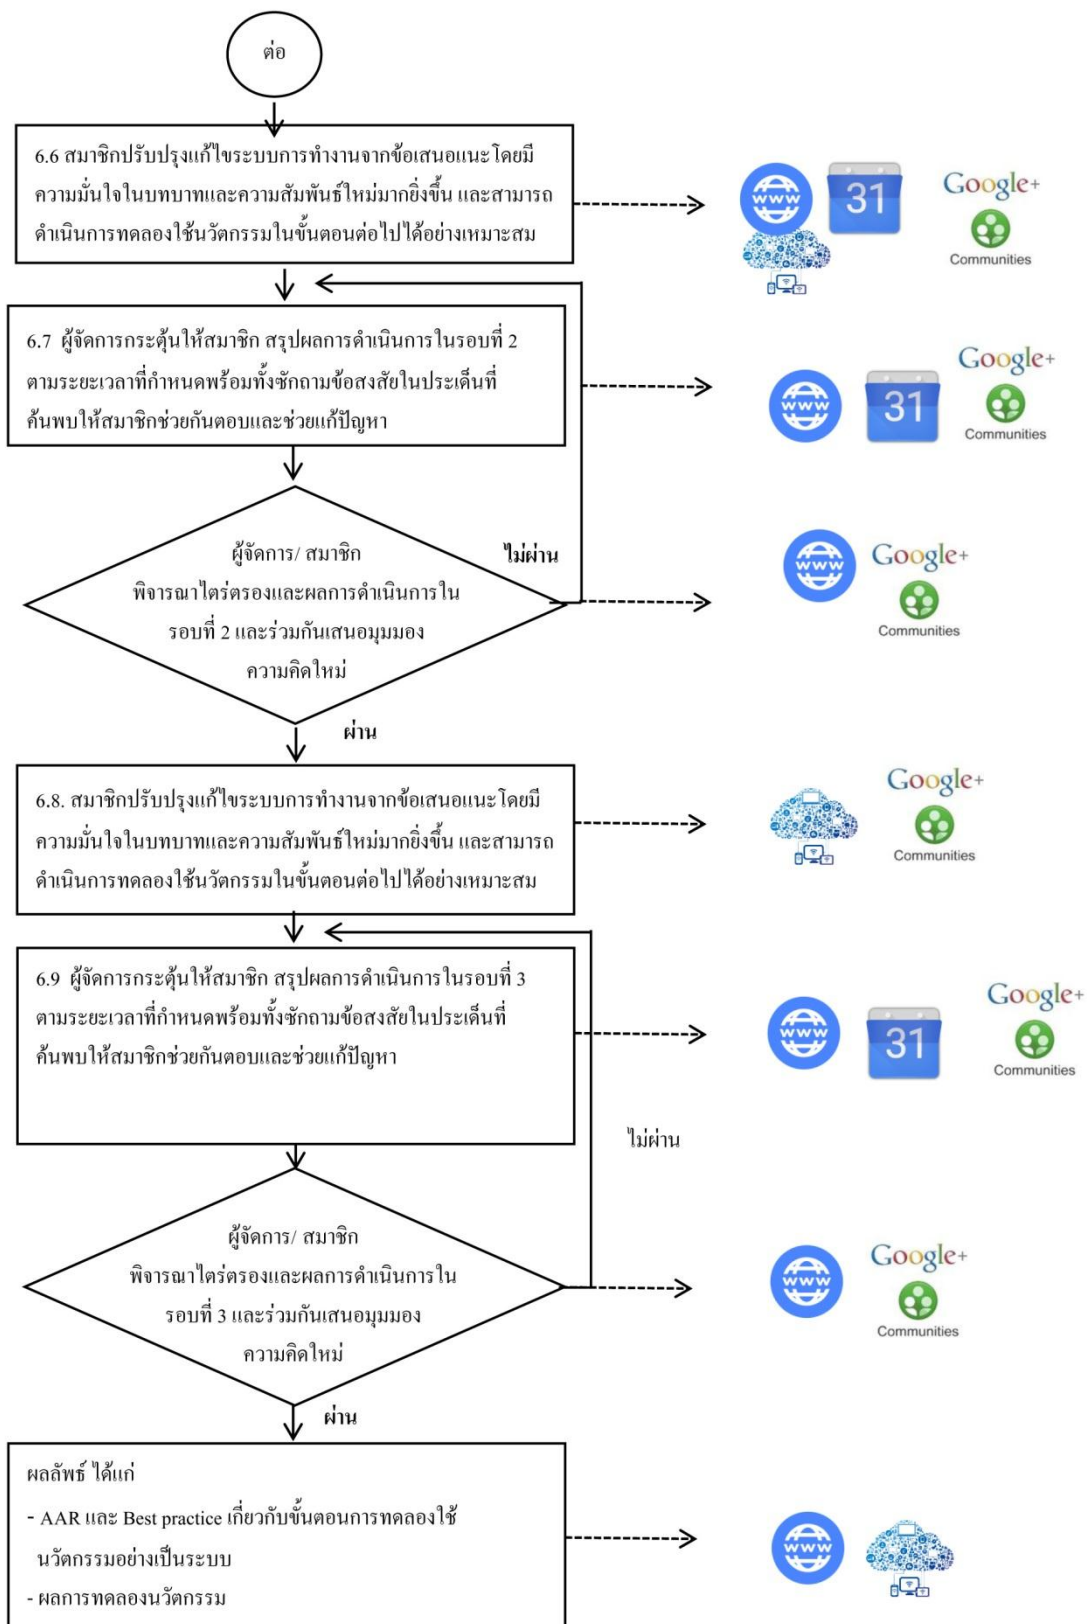 ต่อ
6.6 สมาชิกปรับปรุงแก้ไขระบบการทำงานจากข้อเสนอแนะโดยมี
ความมั่นใจในบทบาทและความสัมพันธ์ใหม่มากยิ่งขึ้น และสามารถ
ดำเนินการทดลองใช้นวัตกรรมในขั้นตอนต่อไปได้อย่างเหมาะสม
WWW
31
Google+
Communities
6.7 ผู้จัดการกระตุ้นให้สมาชิก สรุปผลการดำเนินการในรอบที่ 2
ตามระยะเวลาที่กำหนดพร้อมทั้งซักถามข้อสงสัยในประเด็นที่
ค้นพบให้สมาชิกช่วยกันตอบและช่วยแก้ปัญหา
WWW
31
Google+
Communities
ผู้จัดการ/ สมาชิก
พิจารณาไตร่ตรองและผลการดำเนินการใน
รอบที่ 2 และร่วมกันเสนอมุมมอง
ความคิดใหม่
ไม่ผ่าน
WWW
Google+
Communities
ผ่าน
6.8. สมาชิกปรับปรุงแก้ไขระบบการทำงานจากข้อเสนอแนะโดยมี
ความมั่นใจในบทบาทและความสัมพันธ์ใหม่มากยิ่งขึ้น และสามารถ
ดำเนินการทดลองใช้นวัตกรรมในขั้นตอนต่อไปได้อย่างเหมาะสม
Google+
Communities
6.9 ผู้จัดการกระตุ้นให้สมาชิก สรุปผลการดำเนินการในรอบที่ 3
ตามระยะเวลาที่กำหนดพร้อมทั้งซักถามข้อสงสัยในประเด็นที่
ค้นพบให้สมาชิกช่วยกันตอบและช่วยแก้ปัญหา
WWW
31
Google+
Communities
ไม่ผ่าน
ผู้จัดการ/ สมาชิก
พิจารณาไตร่ตรองและผลการดำเนินการใน
รอบที่ 3 และร่วมกันเสนอมุมมอง
ความคิดใหม่
WWW
Google+
Communities
ผ่าน
ผลลัพธ์ ได้แก่
- AAR และ Best practice เกี่ยวกับขั้นตอนการทดลองใช้
นวัตกรรมอย่างเป็นระบบ
- ผลการทดลองนวัตกรรม
WWW